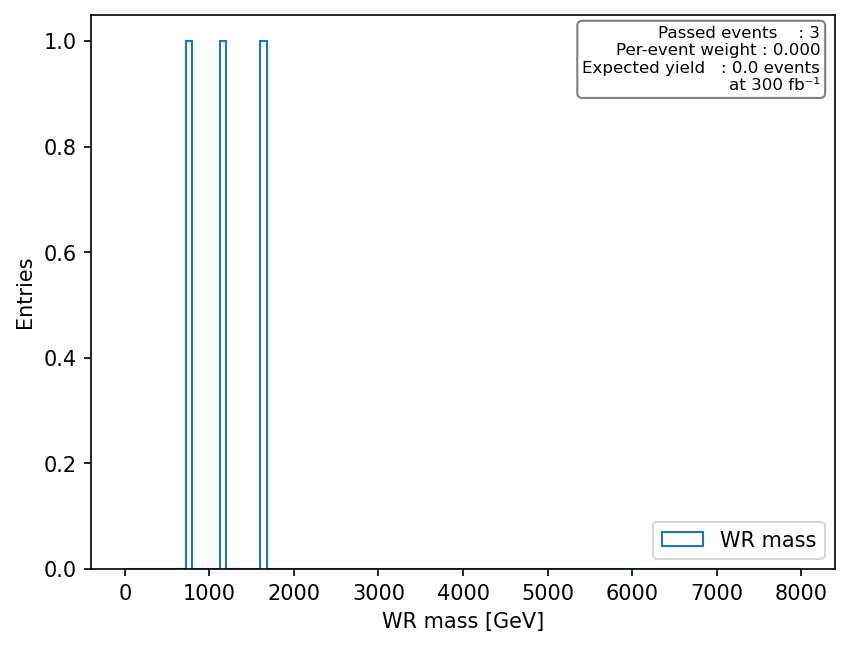 Passed events    : 3
Per-event weight : 0.000
Expected yield   : 0.0 events
at 300 fb⁻¹
1.0
0.8
0.6
0.4
0.2
0.0
Entries
WR mass
0 1000 2000 3000 4000 5000 6000 7000 8000
WR mass [GeV]